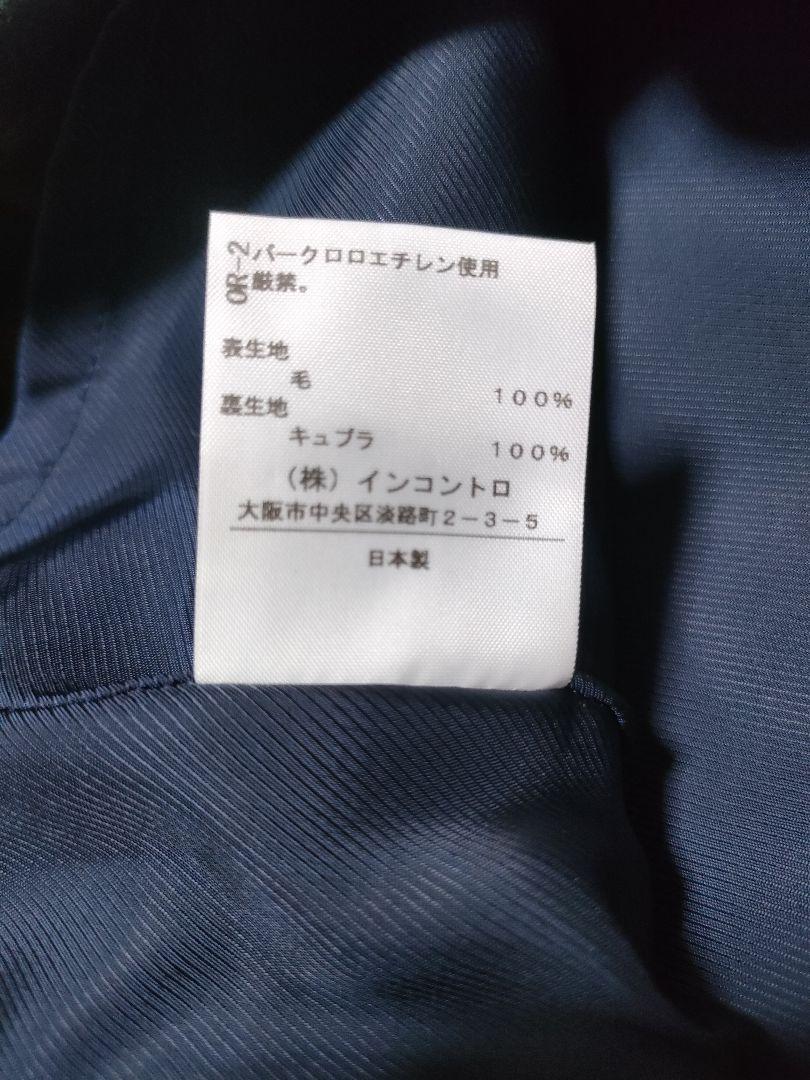 パークロロエチレン使用
厳禁。
表生地
毛 100%
裏生地
キュプラ 100%
（株）インコントロ
大阪市中央区淡路町2-3-5
日本製